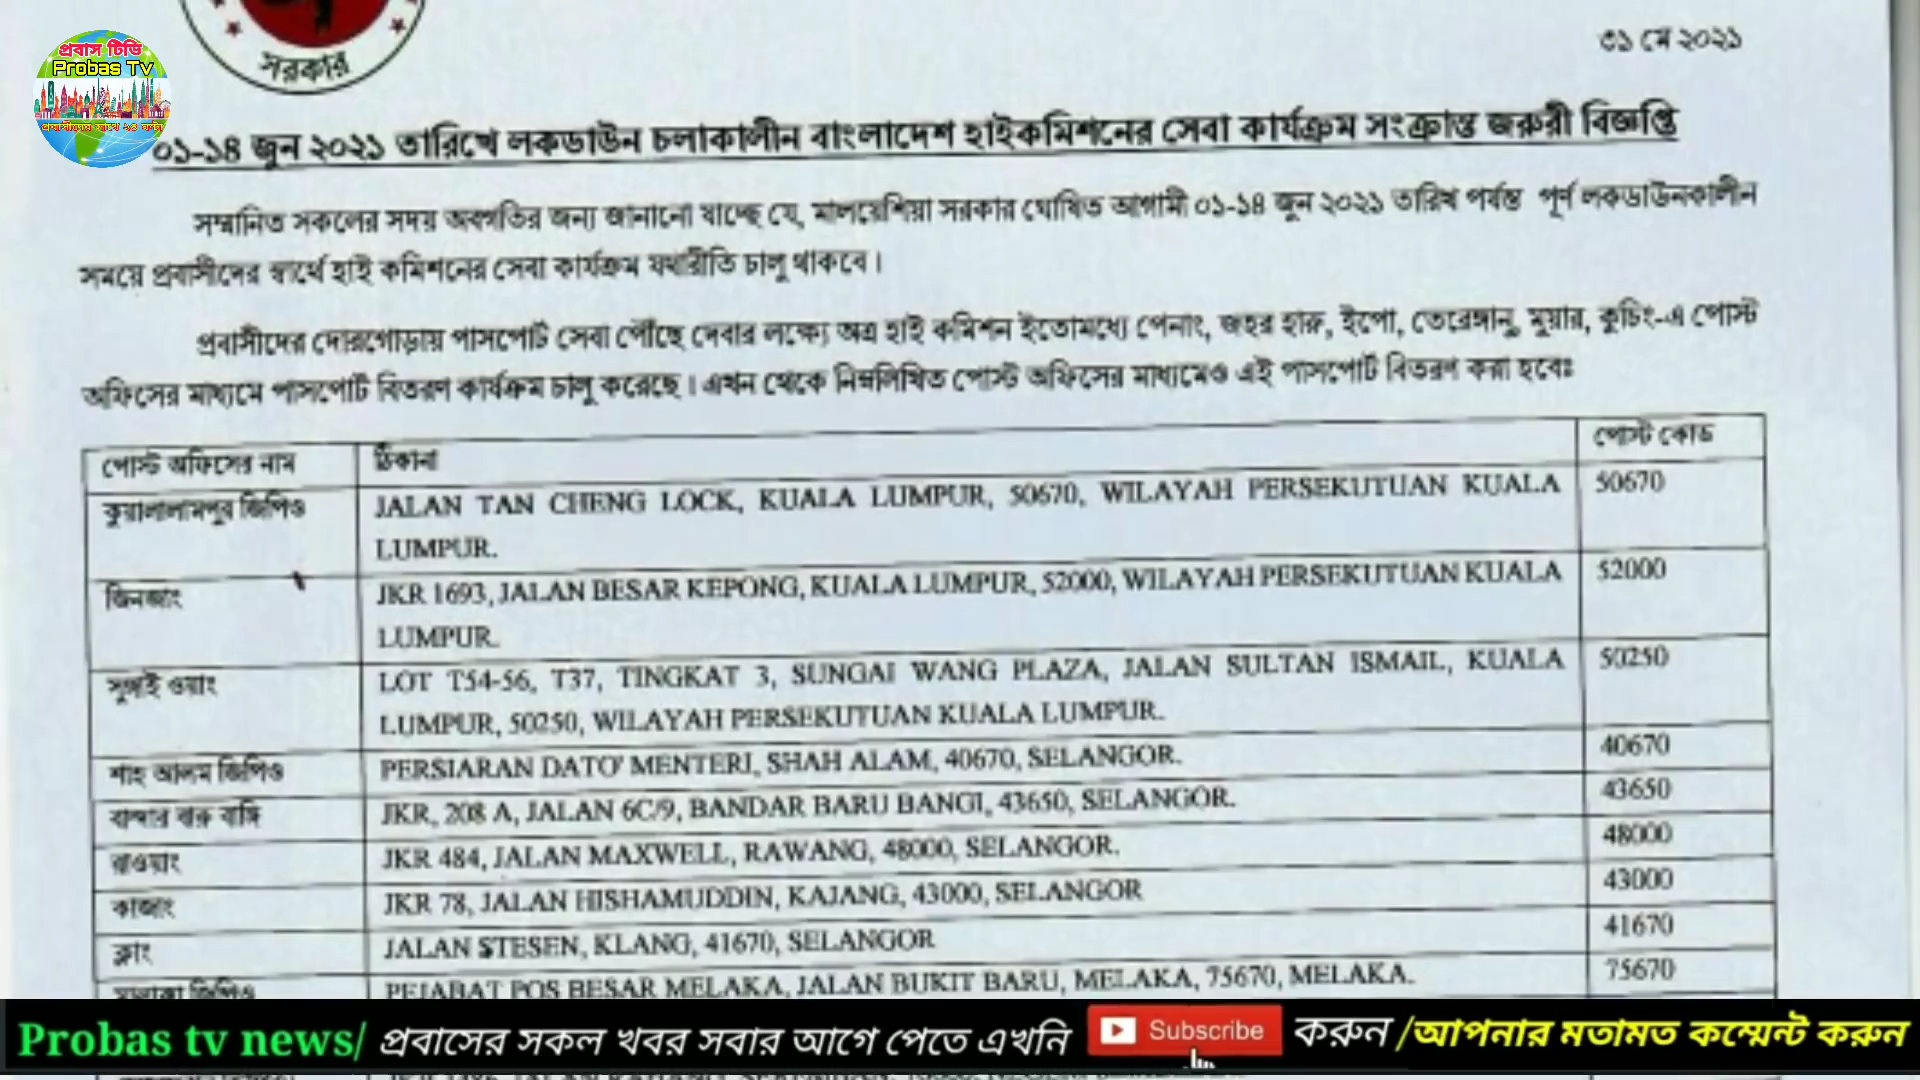 সরকার
৩১ মে ২০২১
প্রবাস টিভি
Probas Tv
প্রবাসীদের সাথে ২৪ ঘন্টা
০১-১৪ জুন ২০২১ তারিখে লকডাউন চলাকালীন বাংলাদেশ হাইকমিশনের সেবা কার্যক্রম সংক্রান্ত জরুরী বিজ্ঞপ্তি
সম্মানিত সকলের সদয় অবগতির জন্য জানানো যাচ্ছে যে, মালয়েশিয়া সরকার ঘোষিত আগামী ০১-১৪ জুন ২০২১ তারিখ পর্যন্ত পূর্ণ লকডাউনকালীন
সময়ে প্রবাসীদের স্বার্থে হাই কমিশনের সেবা কার্যক্রম যথারীতি চালু থাকবে।
প্রবাসীদের দোরগোড়ায় পাসপোর্ট সেবা পৌঁছে দেবার লক্ষ্যে অত্র হাই কমিশন ইতোমধ্যে পেনাং, জহর বারু, ইপো, তেরেঙ্গানু, মুয়ার, কুচিং-এ পোস্ট
অফিসের মাধ্যমে পাসপোর্ট বিতরণ কার্যক্রম চালু করেছে। এখন থেকে নিম্নলিখিত পোস্ট অফিসের মাধ্যমেও এই পাসপোর্ট বিতরণ করা হবেঃ
পোস্ট অফিসের নাম ঠিকানা পোস্ট কোড
কুয়ালালামপুর জিপিও JALAN TAN CHENG LOCK, KUALA LUMPUR, 50670, WILAYAH PERSEKUTUAN KUALA 50670
LUMPUR.
জিনজাং JKR 1693, JALAN BESAR KEPONG, KUALA LUMPUR, 52000, WILAYAH PERSEKUTUAN KUALA 52000
LUMPUR.
সুঙ্গাই ওয়াং LOT T54-56, T37, TINGKAT 3, SUNGAI WANG PLAZA, JALAN SULTAN ISMAIL, KUALA 50250
LUMPUR, 50250, WILAYAH PERSEKUTUAN KUALA LUMPUR.
শাহ আলম জিপিও PERSIARAN DATO' MENTERI, SHAH ALAM, 40670, SELANGOR. 40670
বান্দার বারু বাঙ্গি JKR, 208 A, JALAN 6C/9, BANDAR BARU BANGI, 43650, SELANGOR. 43650
রাওয়াং JKR 484, JALAN MAXWELL, RAWANG, 48000, SELANGOR. 48000
কাজাং JKR 78, JALAN HISHAMUDDIN, KAJANG, 43000, SELANGOR 43000
ক্লাং JALAN STESEN, KLANG, 41670, SELANGOR 41670
মালাকা জিপিও PEJABAT POS BESAR MELAKA, JALAN BUKIT BARU, MELAKA, 75670, MELAKA. 75670
Probas tv news/ প্রবাসের সকল খবর সবার আগে পেতে এখনি Subscribe করুন /আপনার মতামত কম্মেন্ট করুন